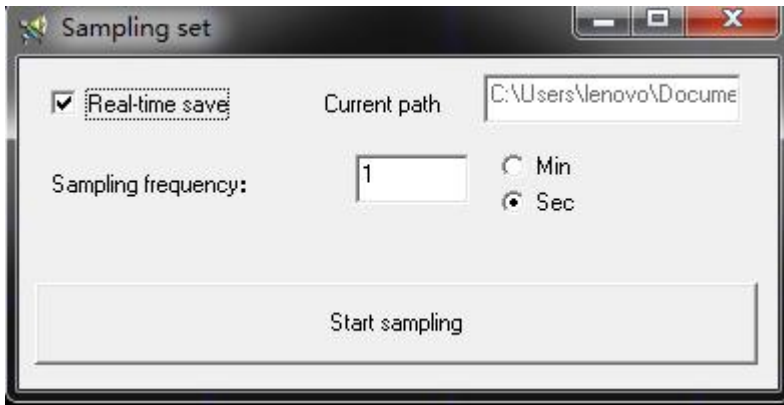 Sampling set
Real-time save
Current path
C:\Users\lenovo\Docume
Sampling frequency:
1
Min
Sec
Start sampling